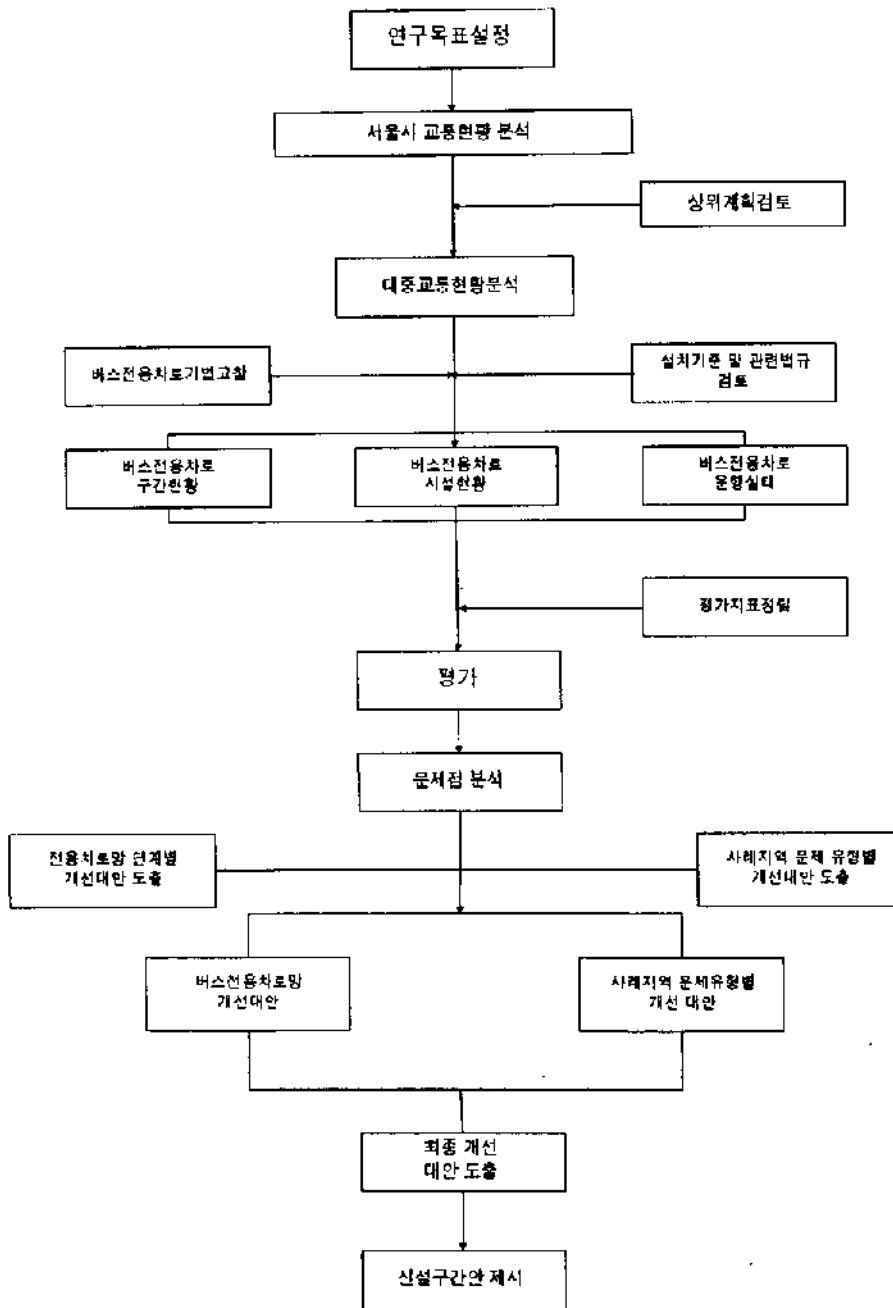 연구목표설정
서울시 교통현황 분석
상위계획검토
대중교통현황분석
버스전용차로기법고찰
설치기준 및 관련법규
검토
버스전용차로
구간현황
버스전용차로
시설현황
버스전용차로
운행실태
평가지표정립
평가
문제점 분석
전용차로망 연계별
개선대안 도출
사례지역 문제 유형별
개선대안 도출
버스전용차로망
개선대안
사례지역 문제유형별
개선 대안
최종 개선
대안 도출
신설구간안 제시